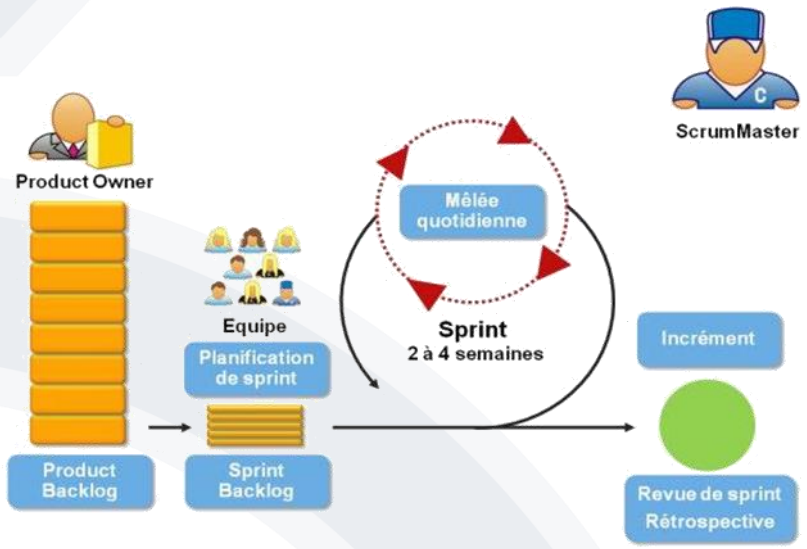 C
ScrumMaster
Product Owner
Mêlée
quotidienne
Equipe
Sprint
2 à 4 semaines
Planification
de sprint
Incrément
Product
Backlog
Sprint
Backlog
Revue de sprint
Rétrospective